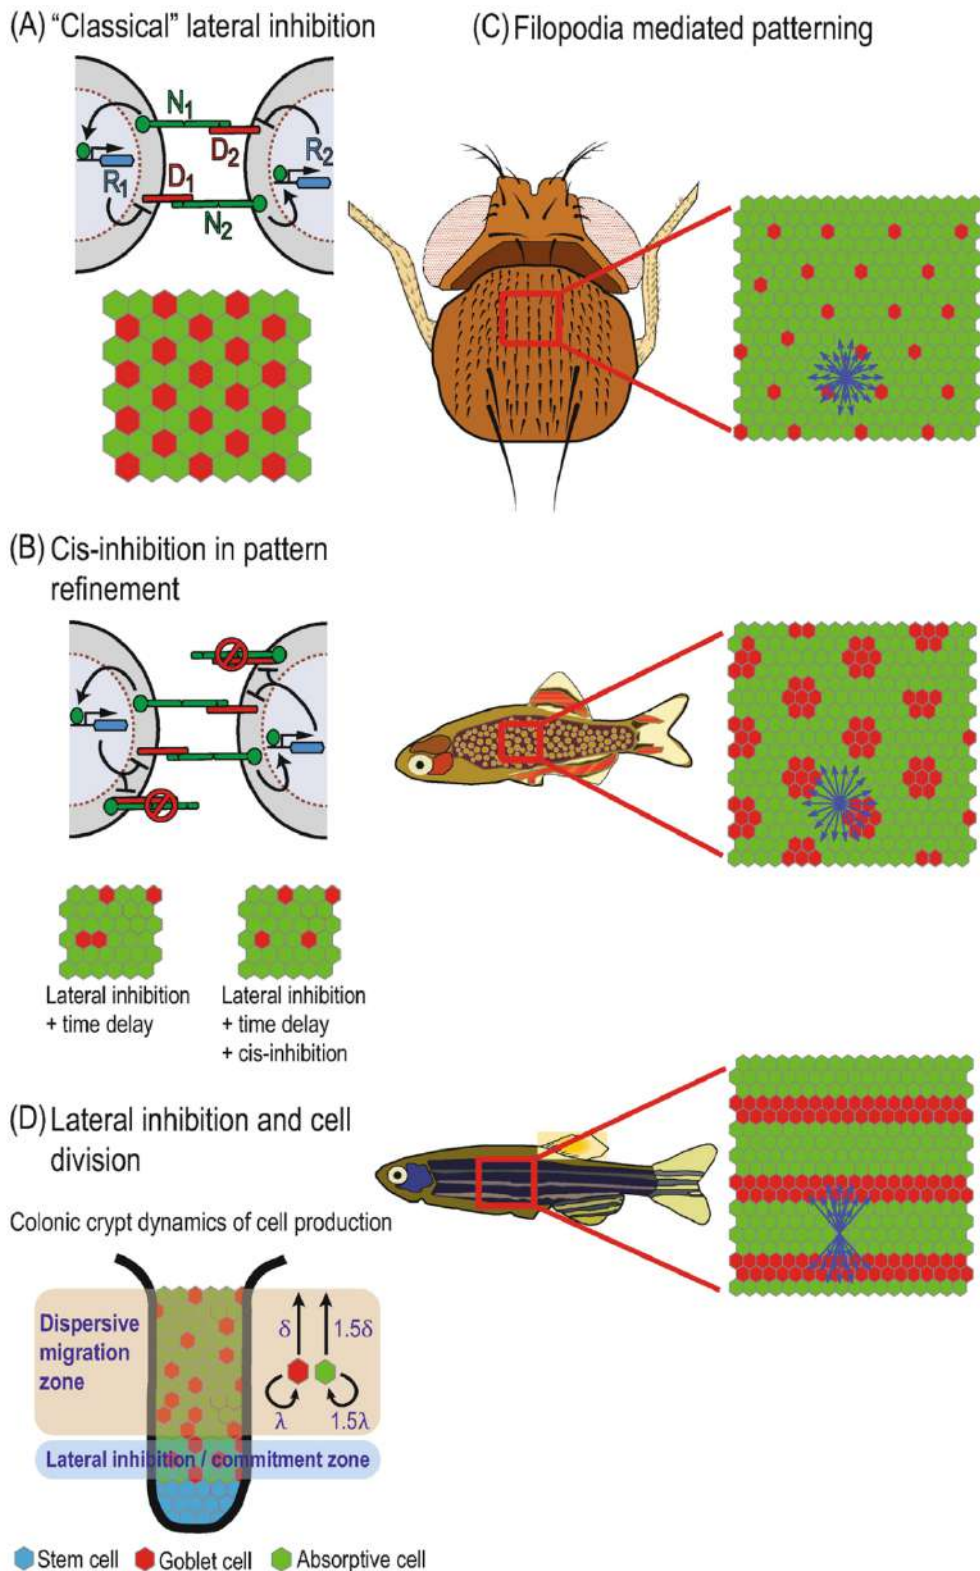 (A) "Classical" lateral inhibition
N1
D2
R2
R1
D1
N2
(C) Filopodia mediated patterning
(B) Cis-inhibition in pattern
refinement
Lateral inhibition
+ time delay
Lateral inhibition
+ time delay
+ cis-inhibition
(D) Lateral inhibition and cell
division
Colonic crypt dynamics of cell production
Dispersive
migration
zone
δ
1.5δ
λ
1.5λ
Lateral inhibition / commitment zone
Stem cell
Goblet cell
Absorptive cell